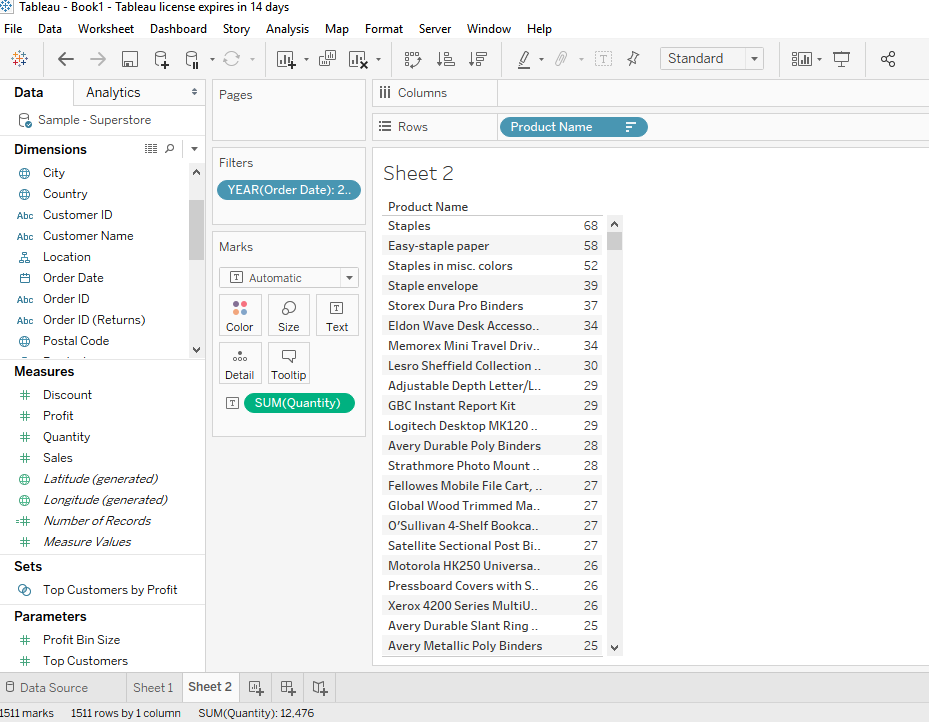 Tableau - Book1 - Tableau license expires in 14 days
File Data Worksheet Dashboard Story Analysis Map Format Server Window Help
Standard
Data Analytics
Sample - Superstore
Dimensions
City
Country
Abc Customer ID
Abc Customer Name
Location
Order Date
Abc Order ID
Abc Order ID (Returns)
Postal Code
Measures
Discount
Profit
Quantity
Sales
Latitude (generated)
Longitude (generated)
Number of Records
Measure Values
Sets
Top Customers by Profit
Parameters
Profit Bin Size
Top Customers
Pages
Filters
YEAR(Order Date): 2..
Marks
T Automatic
Color Size Text
Detail Tooltip
T SUM(Quantity)
Columns
Rows Product Name
Sheet 2
Product Name
Staples 68
Easy-staple paper 58
Staples in misc. colors 52
Staple envelope 39
Storex Dura Pro Binders 37
Eldon Wave Desk Accesso.. 34
Memorex Mini Travel Driv.. 34
Lesro Sheffield Collection .. 30
Adjustable Depth Letter/L.. 29
GBC Instant Report Kit 29
Logitech Desktop MK120 .. 29
Avery Durable Poly Binders 28
Strathmore Photo Mount .. 28
Fellowes Mobile File Cart, .. 27
Global Wood Trimmed Ma.. 27
O'Sullivan 4-Shelf Bookca.. 27
Satellite Sectional Post Bi.. 27
Motorola HK250 Universa.. 26
Pressboard Covers with S.. 26
Xerox 4200 Series MultiU.. 26
Avery Durable Slant Ring .. 25
Avery Metallic Poly Binders 25
Data Source Sheet 1 Sheet 2
1511 marks 1511 rows by 1 column SUM(Quantity): 12,476